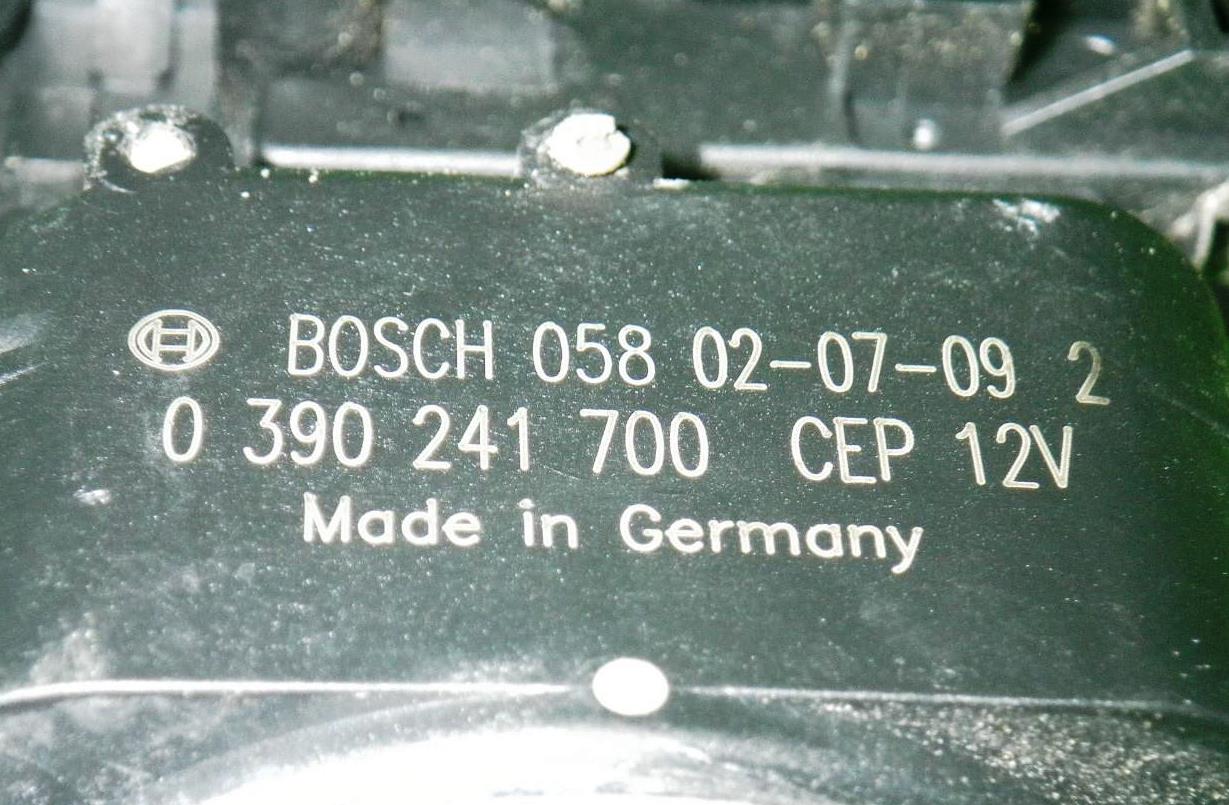 BOSCH 058 02-07-09 2
0 390 241 700 CEP 12V
Made in Germany